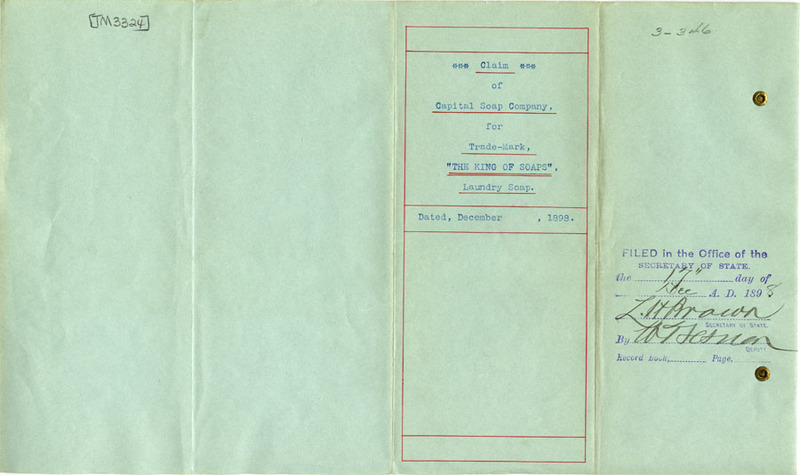 TM3324
3-346
*** Claim ***
of
Capital Soap Company,
for
Trade-Mark,
"THE KING OF SOAPS",
Laundry Soap.
Dated, December , 1898.
FILED in the Office of the
SECRETARY OF STATE.
the 17" day of
Dec A. D. 1898
L.H Brown
SECRETARY OF STATE.
By
DEPUTY
Record book, Page,